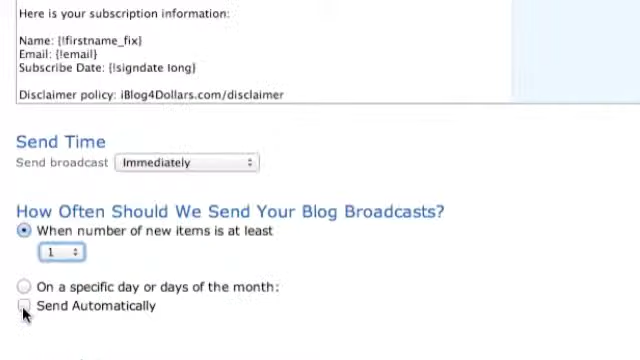 Here is your subscription information:
Name: {!firstname_fix}
Email: {!email}
Subscribe Date: {!signdate long}
Disclaimer policy: iBlog4Dollars.com/disclaimer
Send Time
Send broadcast Immediately
How Often Should We Send Your Blog Broadcasts?
When number of new items is at least
1
On a specific day or days of the month:
Send Automatically